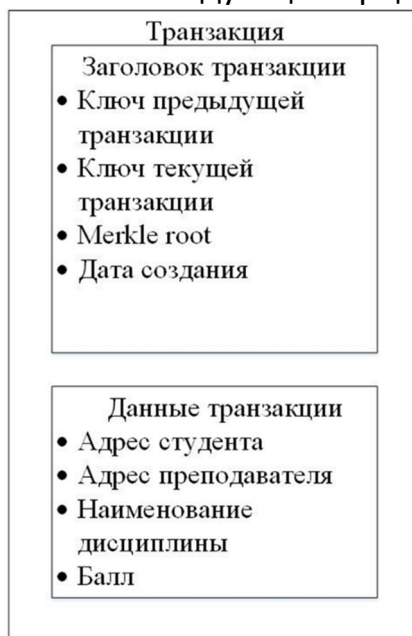 Транзакция
Заголовок транзакции
• Ключ предыдущей
транзакции
• Ключ текущей
транзакции
• Merkle root
• Дата создания
Данные транзакции
• Адрес студента
• Адрес преподавателя
• Наименование
дисциплины
• Балл